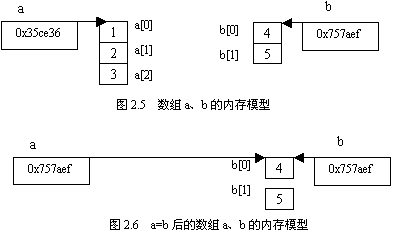 a
b
0x35ce36 1 a[0] b[0] 4 0x757aef
2 a[1] b[1] 5
3 a[2]
图 2.5 数组 a、b 的内存模型
a
b
0x757aef b[0] 4 0x757aef
b[1] 5
图 2.6 a=b 后的数组 a、b 的内存模型